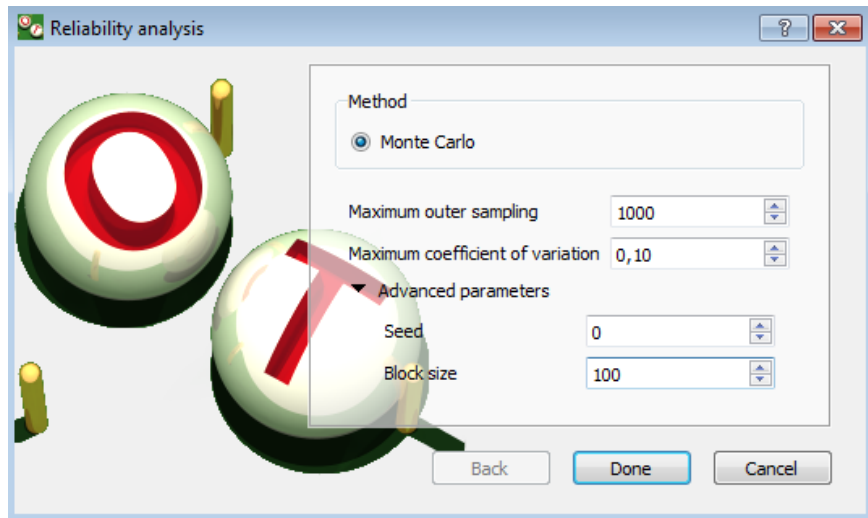 Reliability analysis
Method
Monte Carlo
Maximum outer sampling 1000
Maximum coefficient of variation 0,10
Advanced parameters
Seed 0
Block size 100
Back Done Cancel